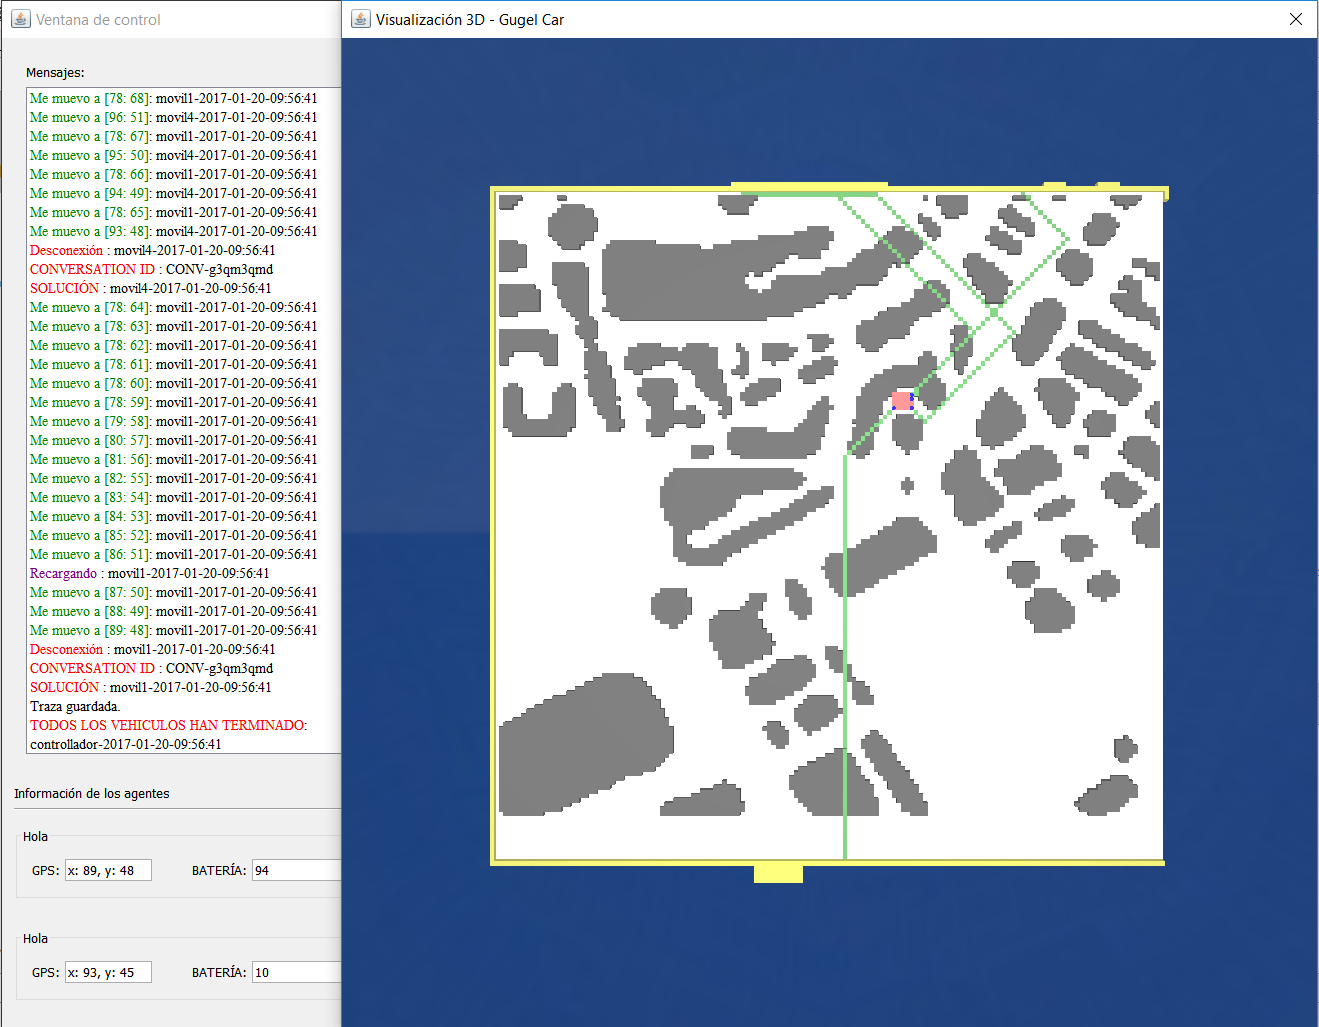 Ventana de control
Visualización 3D - Gugel Car
Mensajes:
Me muevo a [78: 68]: movil1-2017-01-20-09:56:41
Me muevo a [96: 51]: movil4-2017-01-20-09:56:41
Me muevo a [78: 67]: movil1-2017-01-20-09:56:41
Me muevo a [95: 50]: movil4-2017-01-20-09:56:41
Me muevo a [78: 66]: movil1-2017-01-20-09:56:41
Me muevo a [94: 49]: movil4-2017-01-20-09:56:41
Me muevo a [78: 65]: movil1-2017-01-20-09:56:41
Me muevo a [93: 48]: movil4-2017-01-20-09:56:41
Desconexión : movil4-2017-01-20-09:56:41
CONVERSATION ID : CONV-g3qm3qmd
SOLUCIÓN : movil4-2017-01-20-09:56:41
Me muevo a [78: 64]: movil1-2017-01-20-09:56:41
Me muevo a [78: 63]: movil1-2017-01-20-09:56:41
Me muevo a [78: 62]: movil1-2017-01-20-09:56:41
Me muevo a [78: 61]: movil1-2017-01-20-09:56:41
Me muevo a [78: 60]: movil1-2017-01-20-09:56:41
Me muevo a [78: 59]: movil1-2017-01-20-09:56:41
Me muevo a [79: 58]: movil1-2017-01-20-09:56:41
Me muevo a [80: 57]: movil1-2017-01-20-09:56:41
Me muevo a [81: 56]: movil1-2017-01-20-09:56:41
Me muevo a [82: 55]: movil1-2017-01-20-09:56:41
Me muevo a [83: 54]: movil1-2017-01-20-09:56:41
Me muevo a [84: 53]: movil1-2017-01-20-09:56:41
Me muevo a [85: 52]: movil1-2017-01-20-09:56:41
Me muevo a [86: 51]: movil1-2017-01-20-09:56:41
Recargando : movil1-2017-01-20-09:56:41
Me muevo a [87: 50]: movil1-2017-01-20-09:56:41
Me muevo a [88: 49]: movil1-2017-01-20-09:56:41
Me muevo a [89: 48]: movil1-2017-01-20-09:56:41
Desconexión : movil1-2017-01-20-09:56:41
CONVERSATION ID : CONV-g3qm3qmd
SOLUCIÓN : movil1-2017-01-20-09:56:41
Traza guardada.
TODOS LOS VEHICULOS HAN TERMINADO:
controllador-2017-01-20-09:56:41
Información de los agentes
Hola
GPS: x: 89, y: 48 BATERÍA: 94
Hola
GPS: x: 93, y: 45 BATERÍA: 10